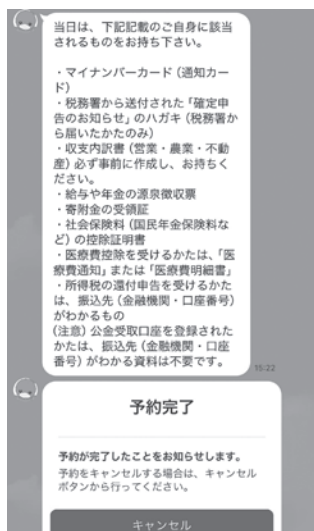 当日は、下記記載のご自身に該当
されるものをお持ち下さい。
・マイナンバーカード（通知カー
ド）
・税務署から送付された「確定申
告のお知らせ」のハガキ（税務署か
ら届いたかたのみ）
・収支内訳書（営業・農業・不動
産）必ず事前に作成し、お持ちく
ださい。
・給与や年金の源泉徴収票
・寄附金の受領証
・社会保険料（国民年金保険料な
ど）の控除証明書
・医療費控除を受けるかたは、「医
療費通知」または「医療費明細書」
・所得税の還付申告を受けるかた
は、振込先（金融機関・口座番号）
がわかるもの
(注意) 公金受取口座を登録された
かたは、振込先（金融機関・口座
番号）がわかる資料は不要です。
15:22
予約完了
予約が完了したことをお知らせします。
予約をキャンセルする場合は、キャンセル
ボタンから行ってください。
キャンセル